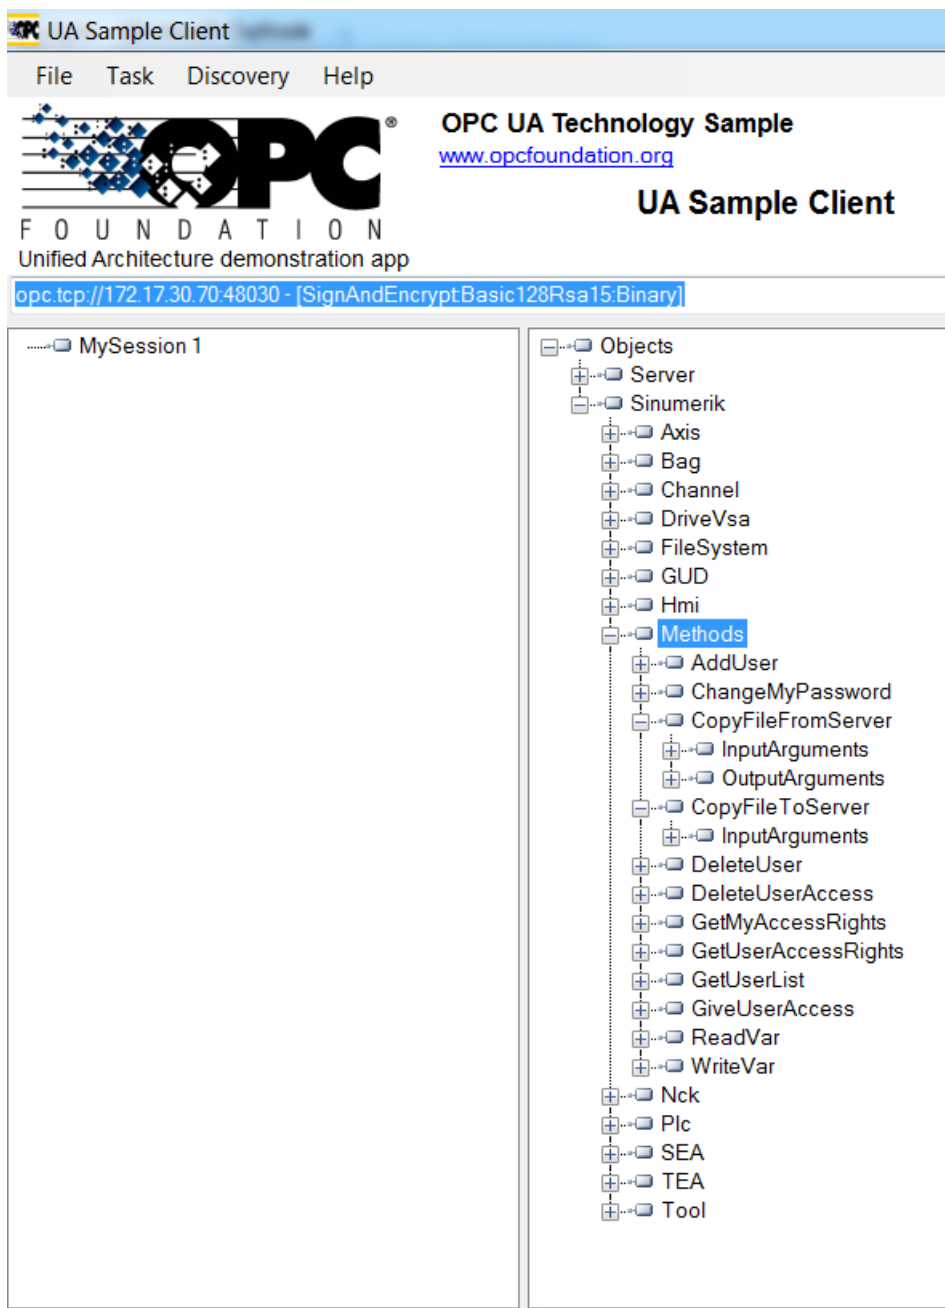 UA Sample Client
File Task Discovery Help
OPC ®
FOUNDATION
Unified Architecture demonstration app
OPC UA Technology Sample
www.opcfoundation.org
UA Sample Client
opc.tcp://172.17.30.70:48030 - [SignAndEncrypt:Basic128Rsa15:Binary]
MySession 1
Objects
Server
Sinumerik
Axis
Bag
Channel
DriveVsa
FileSystem
GUD
Hmi
Methods
AddUser
ChangeMyPassword
CopyFileFromServer
InputArguments
OutputArguments
CopyFileToServer
InputArguments
DeleteUser
DeleteUserAccess
GetMyAccessRights
GetUserAccessRights
GetUserList
GiveUserAccess
ReadVar
WriteVar
Nck
Plc
SEA
TEA
Tool